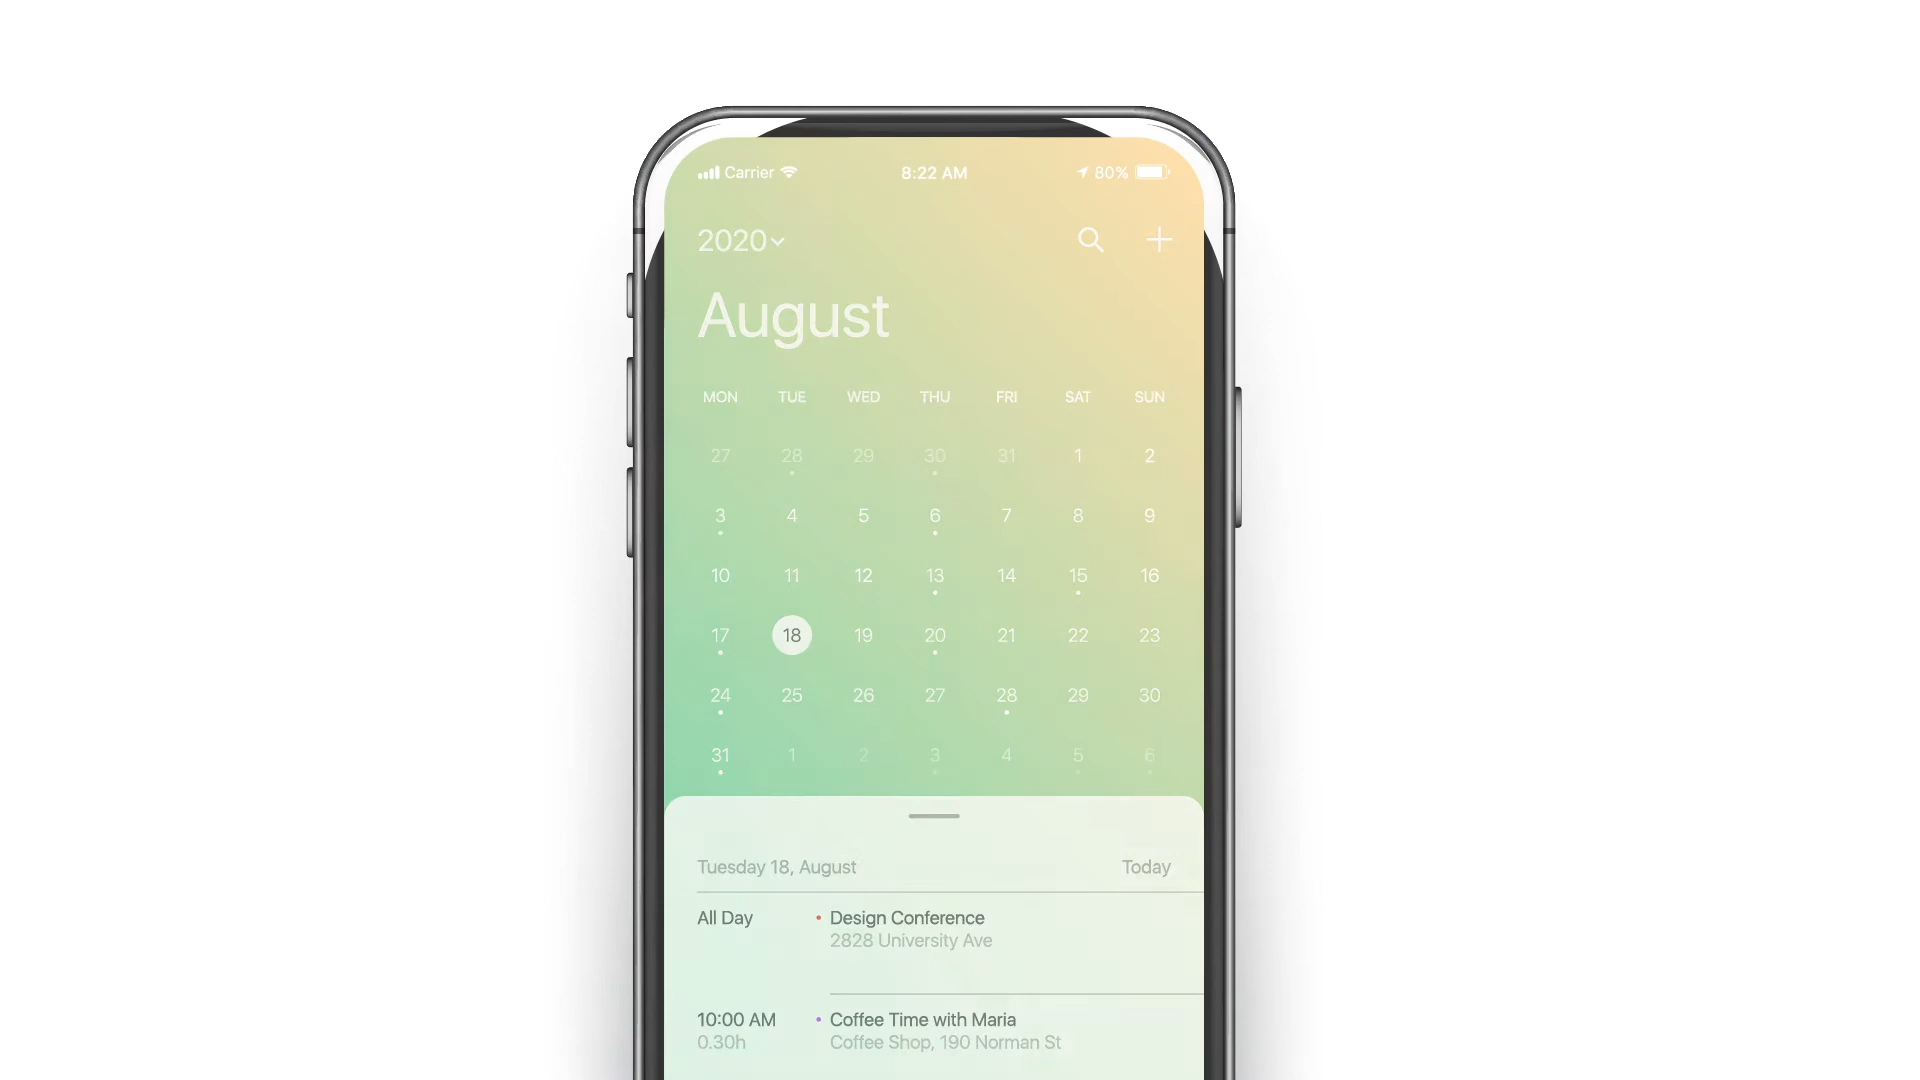 Carrier 8:22 AM 80%
2020
August
MON TUE WED THU FRI SAT SUN
27 28 29 30 31 1 2
3 4 5 6 7 8 9
10 11 12 13 14 15 16
17 18 19 20 21 22 23
24 25 26 27 28 29 30
31 1 2 3 4 5 6
Tuesday 18, August Today
All Day Design Conference
2828 University Ave
10:00 AM Coffee Time with Maria
0.30h Coffee Shop, 190 Norman St